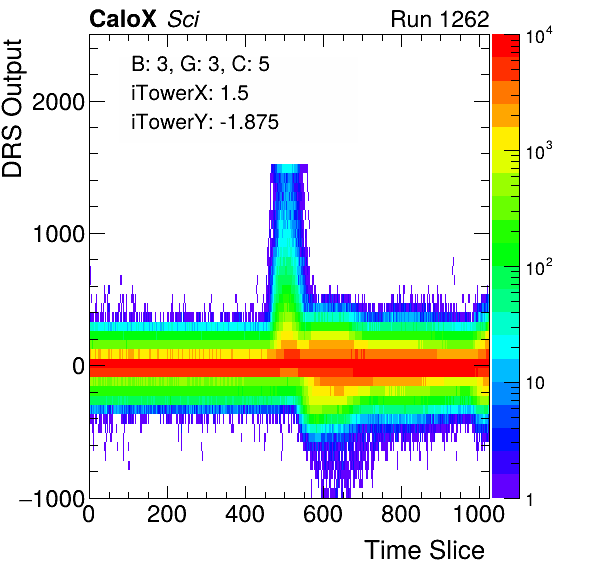 CaloX Sci Run 1262
B: 3, G: 3, C: 5
iTowerX: 1.5
iTowerY: -1.875
DRS Output
2000
1000
0
−1000
0 200 400 600 800 1000
Time Slice
10^4
10^3
10^2
10
1